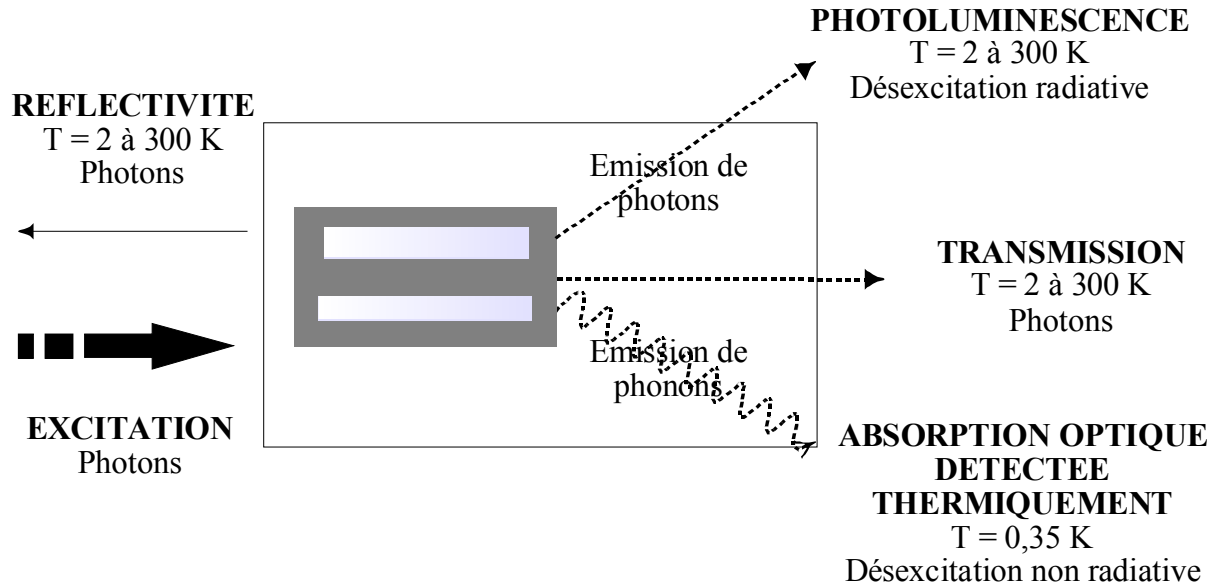 PHOTOLUMINESCENCE
T = 2 à 300 K
Désexcitation radiative
REFLECTIVITE
T = 2 à 300 K
Photons
Emission de
photons
TRANSMISSION
T = 2 à 300 K
Photons
Emission de
phonons
EXCITATION
Photons
ABSORPTION OPTIQUE
DETECTEE
THERMIQUEMENT
T = 0,35 K
Désexcitation non radiative